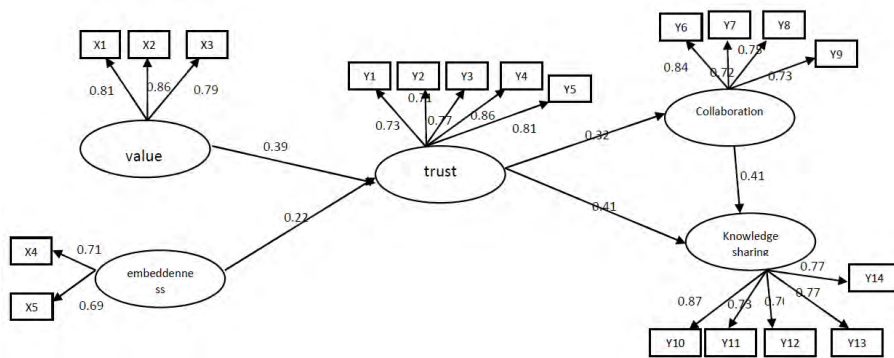 X1
X2
X3
0.81
0.86
0.79
value
0.39
Y1
Y2
Y3
Y4
Y5
0.73
0.71
0.77
0.86
0.81
trust
Y6
Y7
Y8
Y9
0.84
0.72
0.73
Collaboration
0.32
0.41
0.41
X4
X5
0.71
0.69
embeddenne
ss
0.22
Knowledge
sharing
0.87
0.73
0.77
0.77
Y10
Y11
Y12
Y13
Y14